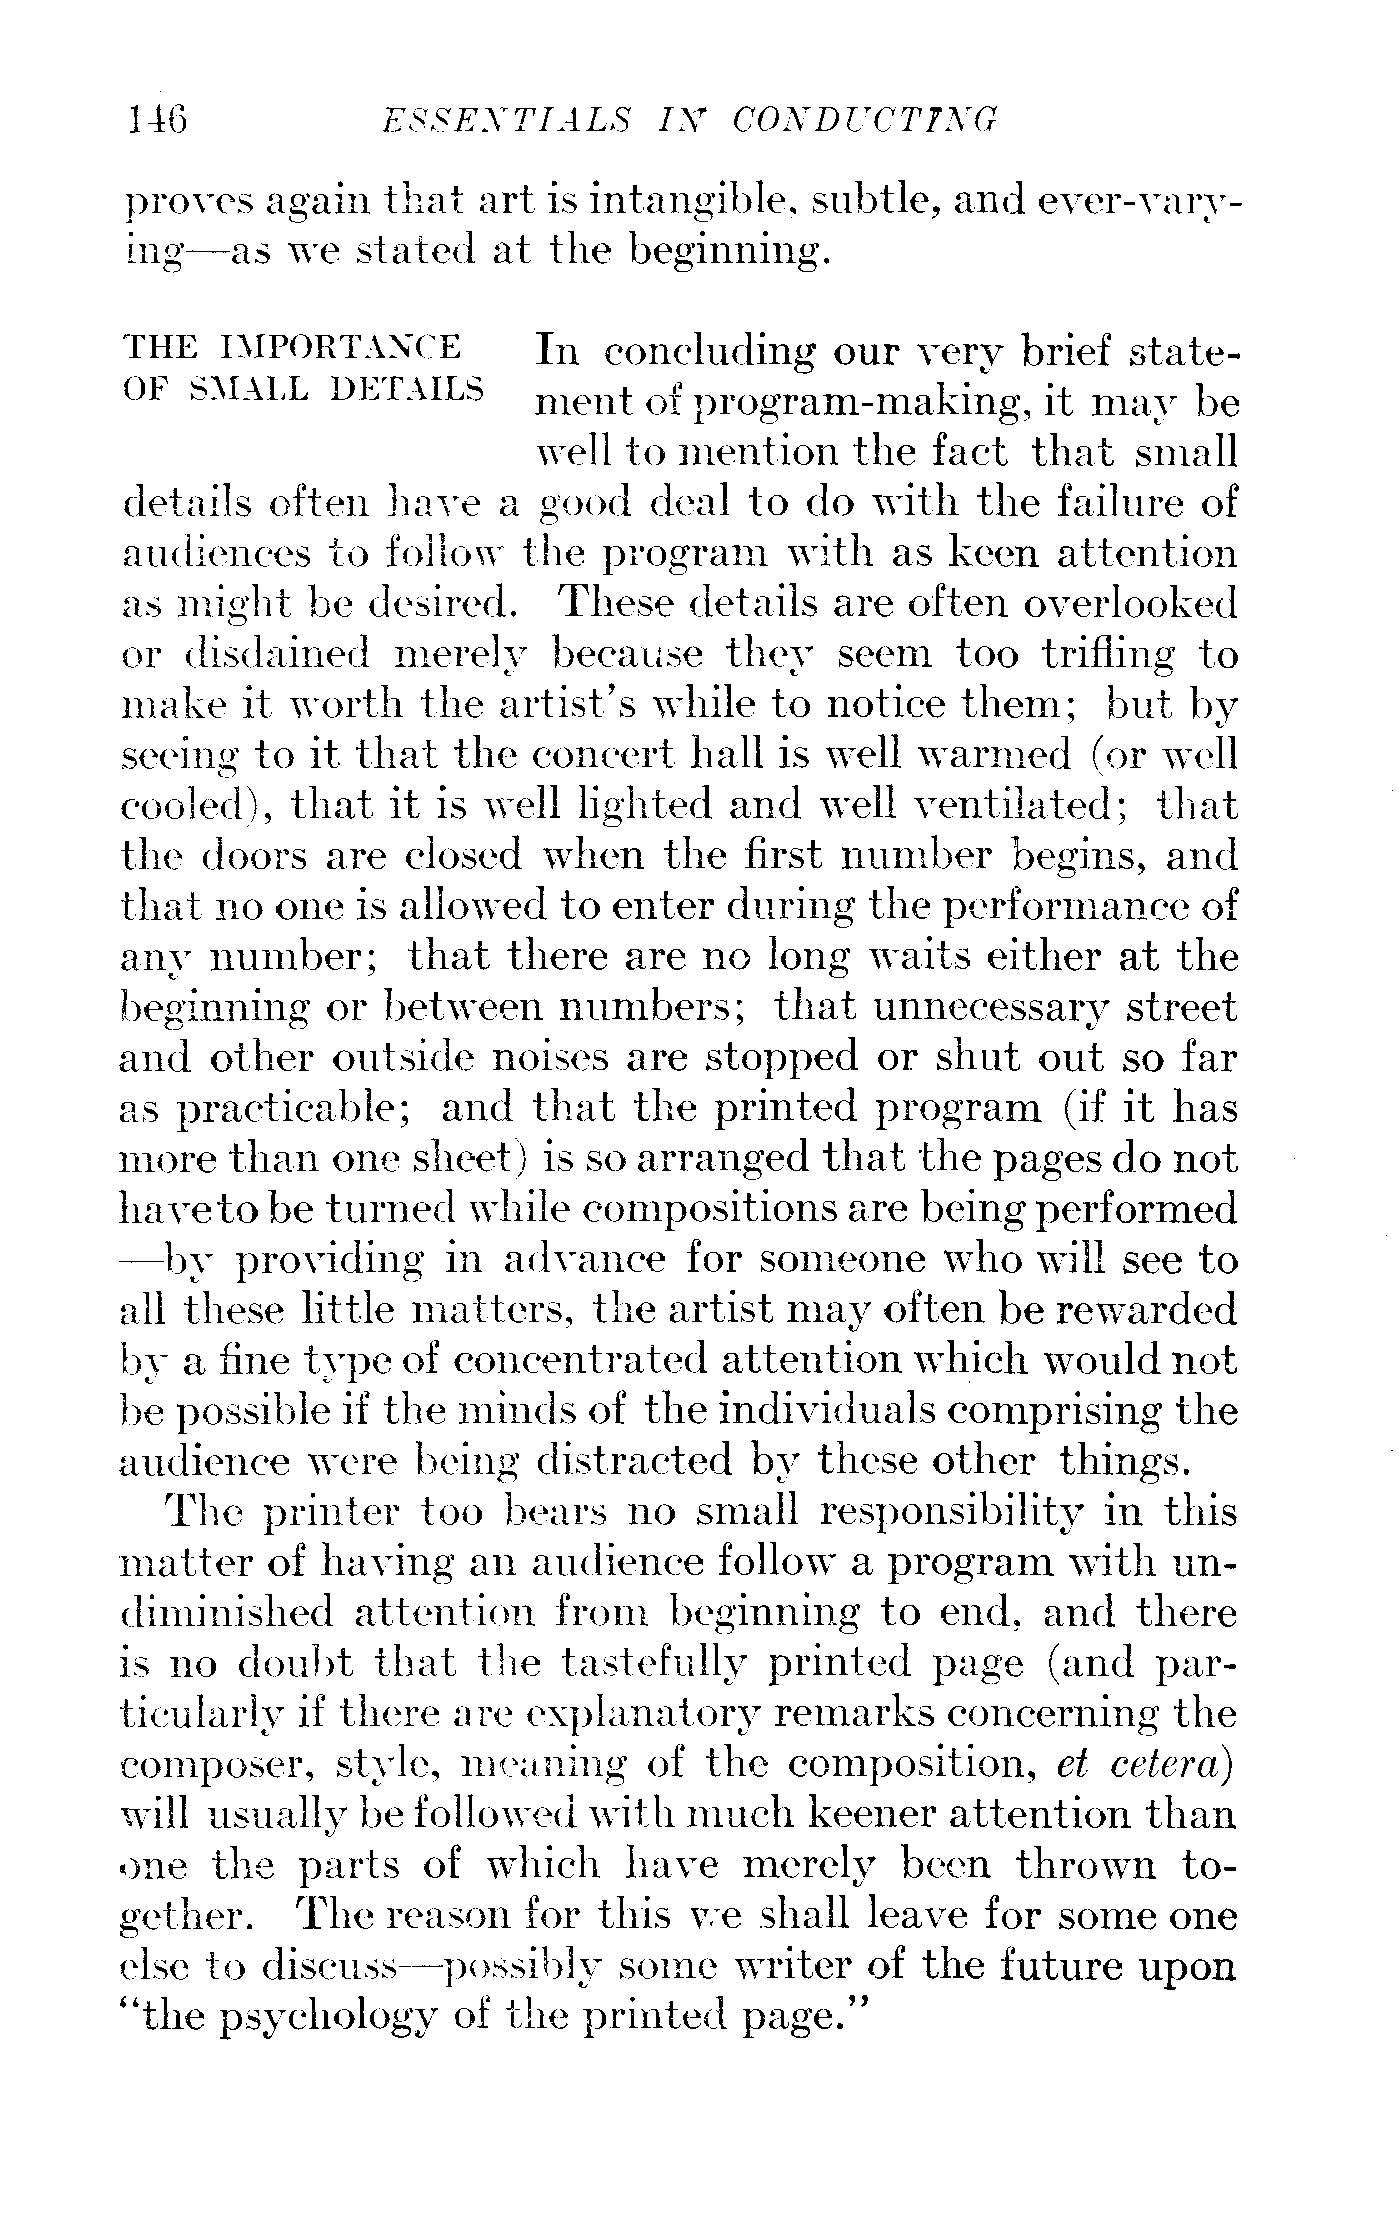 146 ESSENTIALS IN CONDUCTING
proves again that art is intangible, subtle, and ever-vary-
ing—as we stated at the beginning.
THE IMPORTANCE
OF SMALL DETAILS
In concluding our very brief state-
ment of program-making, it may be
well to mention the fact that small
details often have a good deal to do with the failure of
audiences to follow the program with as keen attention
as might be desired. These details are often overlooked
or disdained merely because they seem too trifling to
make it worth the artist's while to notice them; but by
seeing to it that the concert hall is well warmed (or well
cooled), that it is well lighted and well ventilated; that
the doors are closed when the first number begins, and
that no one is allowed to enter during the performance of
any number; that there are no long waits either at the
beginning or between numbers; that unnecessary street
and other outside noises are stopped or shut out so far
as practicable; and that the printed program (if it has
more than one sheet) is so arranged that the pages do not
have to be turned while compositions are being performed
—by providing in advance for someone who will see to
all these little matters, the artist may often be rewarded
by a fine type of concentrated attention which would not
be possible if the minds of the individuals comprising the
audience were being distracted by these other things.
The printer too bears no small responsibility in this
matter of having an audience follow a program with un-
diminished attention from beginning to end, and there
is no doubt that the tastefully printed page (and par-
ticularly if there are explanatory remarks concerning the
composer, style, meaning of the composition, et cetera)
will usually be followed with much keener attention than
one the parts of which have merely been thrown to-
gether. The reason for this we shall leave for some one
else to discuss—possibly some writer of the future upon
"the psychology of the printed page."